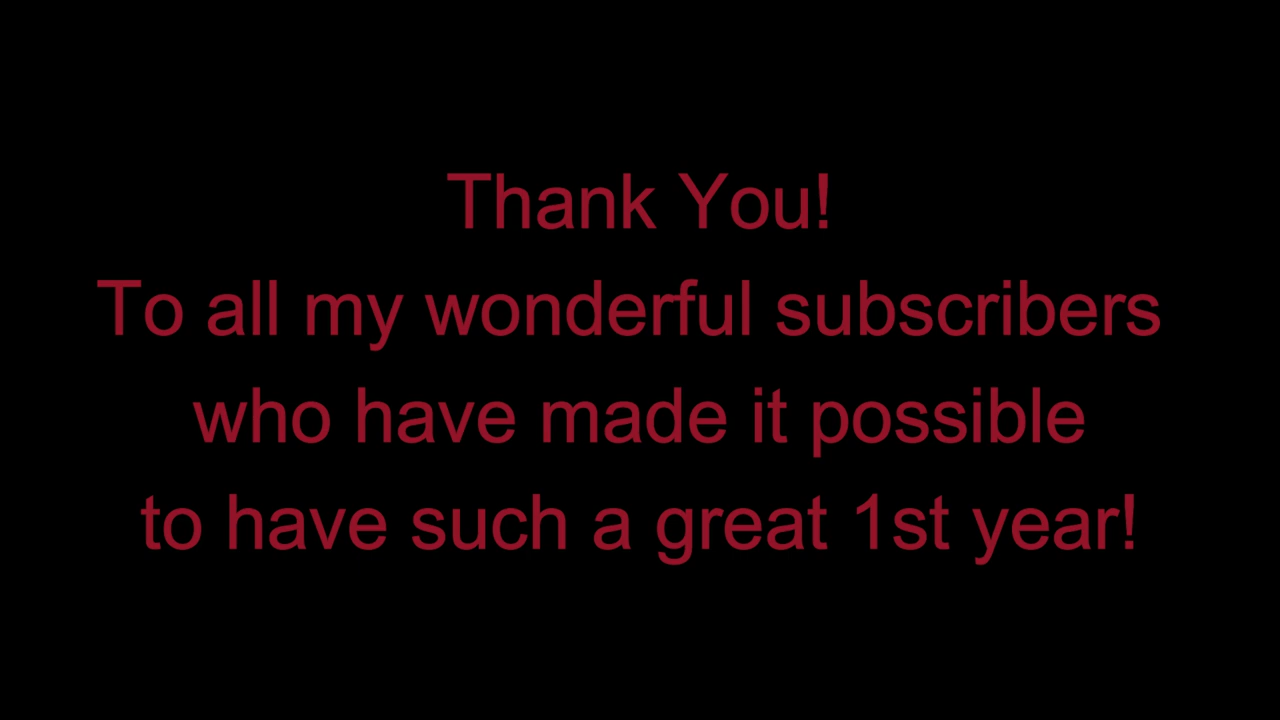 Thank You!
To all my wonderful subscribers
who have made it possible
to have such a great 1st year!